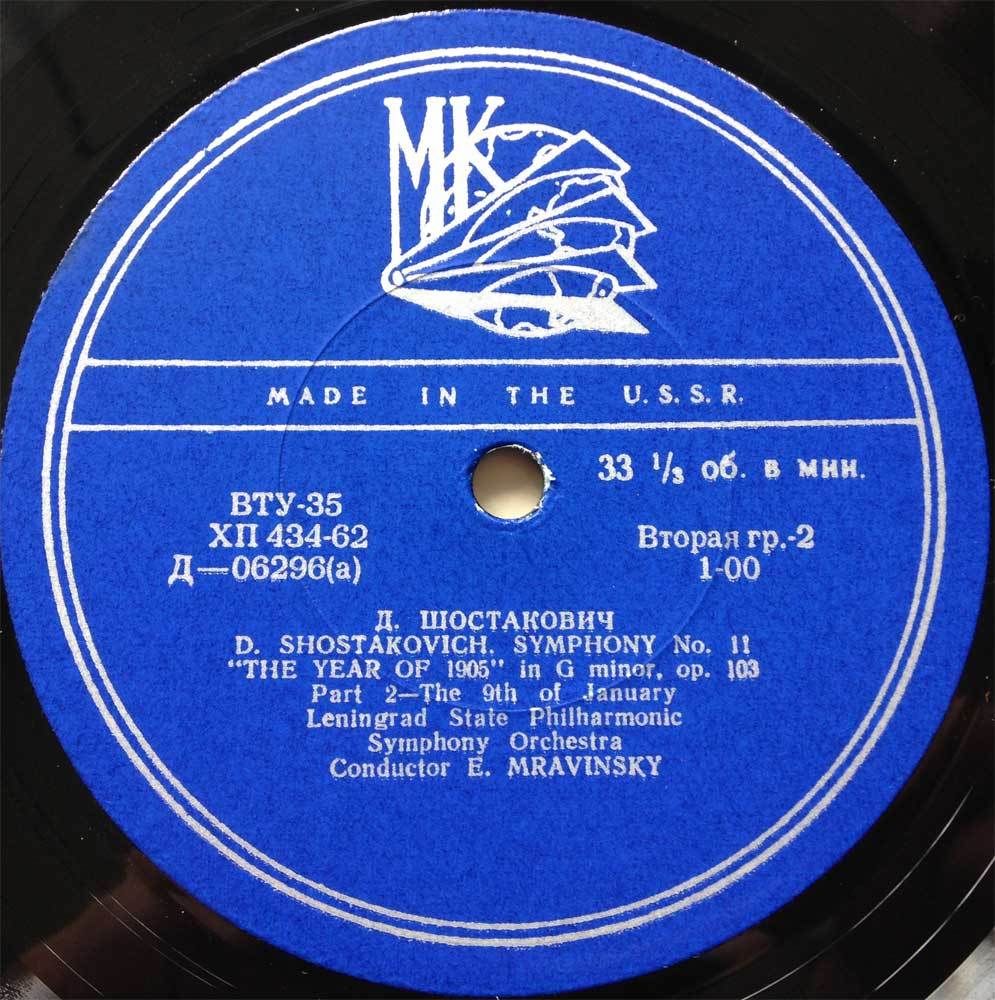 МК
MADE IN THE U.S.S.R.
33 1/3 об. в мин.
ВТУ-35
ХП 434-62
Д—06296(а)
Вторая гр.-2
1-00
Д. ШОСТАКОВИЧ
D. SHOSTAKOVICH. SYMPHONY No. 11
"THE YEAR OF 1905" in G minor, op. 103
Part 2—The 9th of January
Leningrad State Philharmonic
Symphony Orchestra
Conductor E. MRAVINSKY